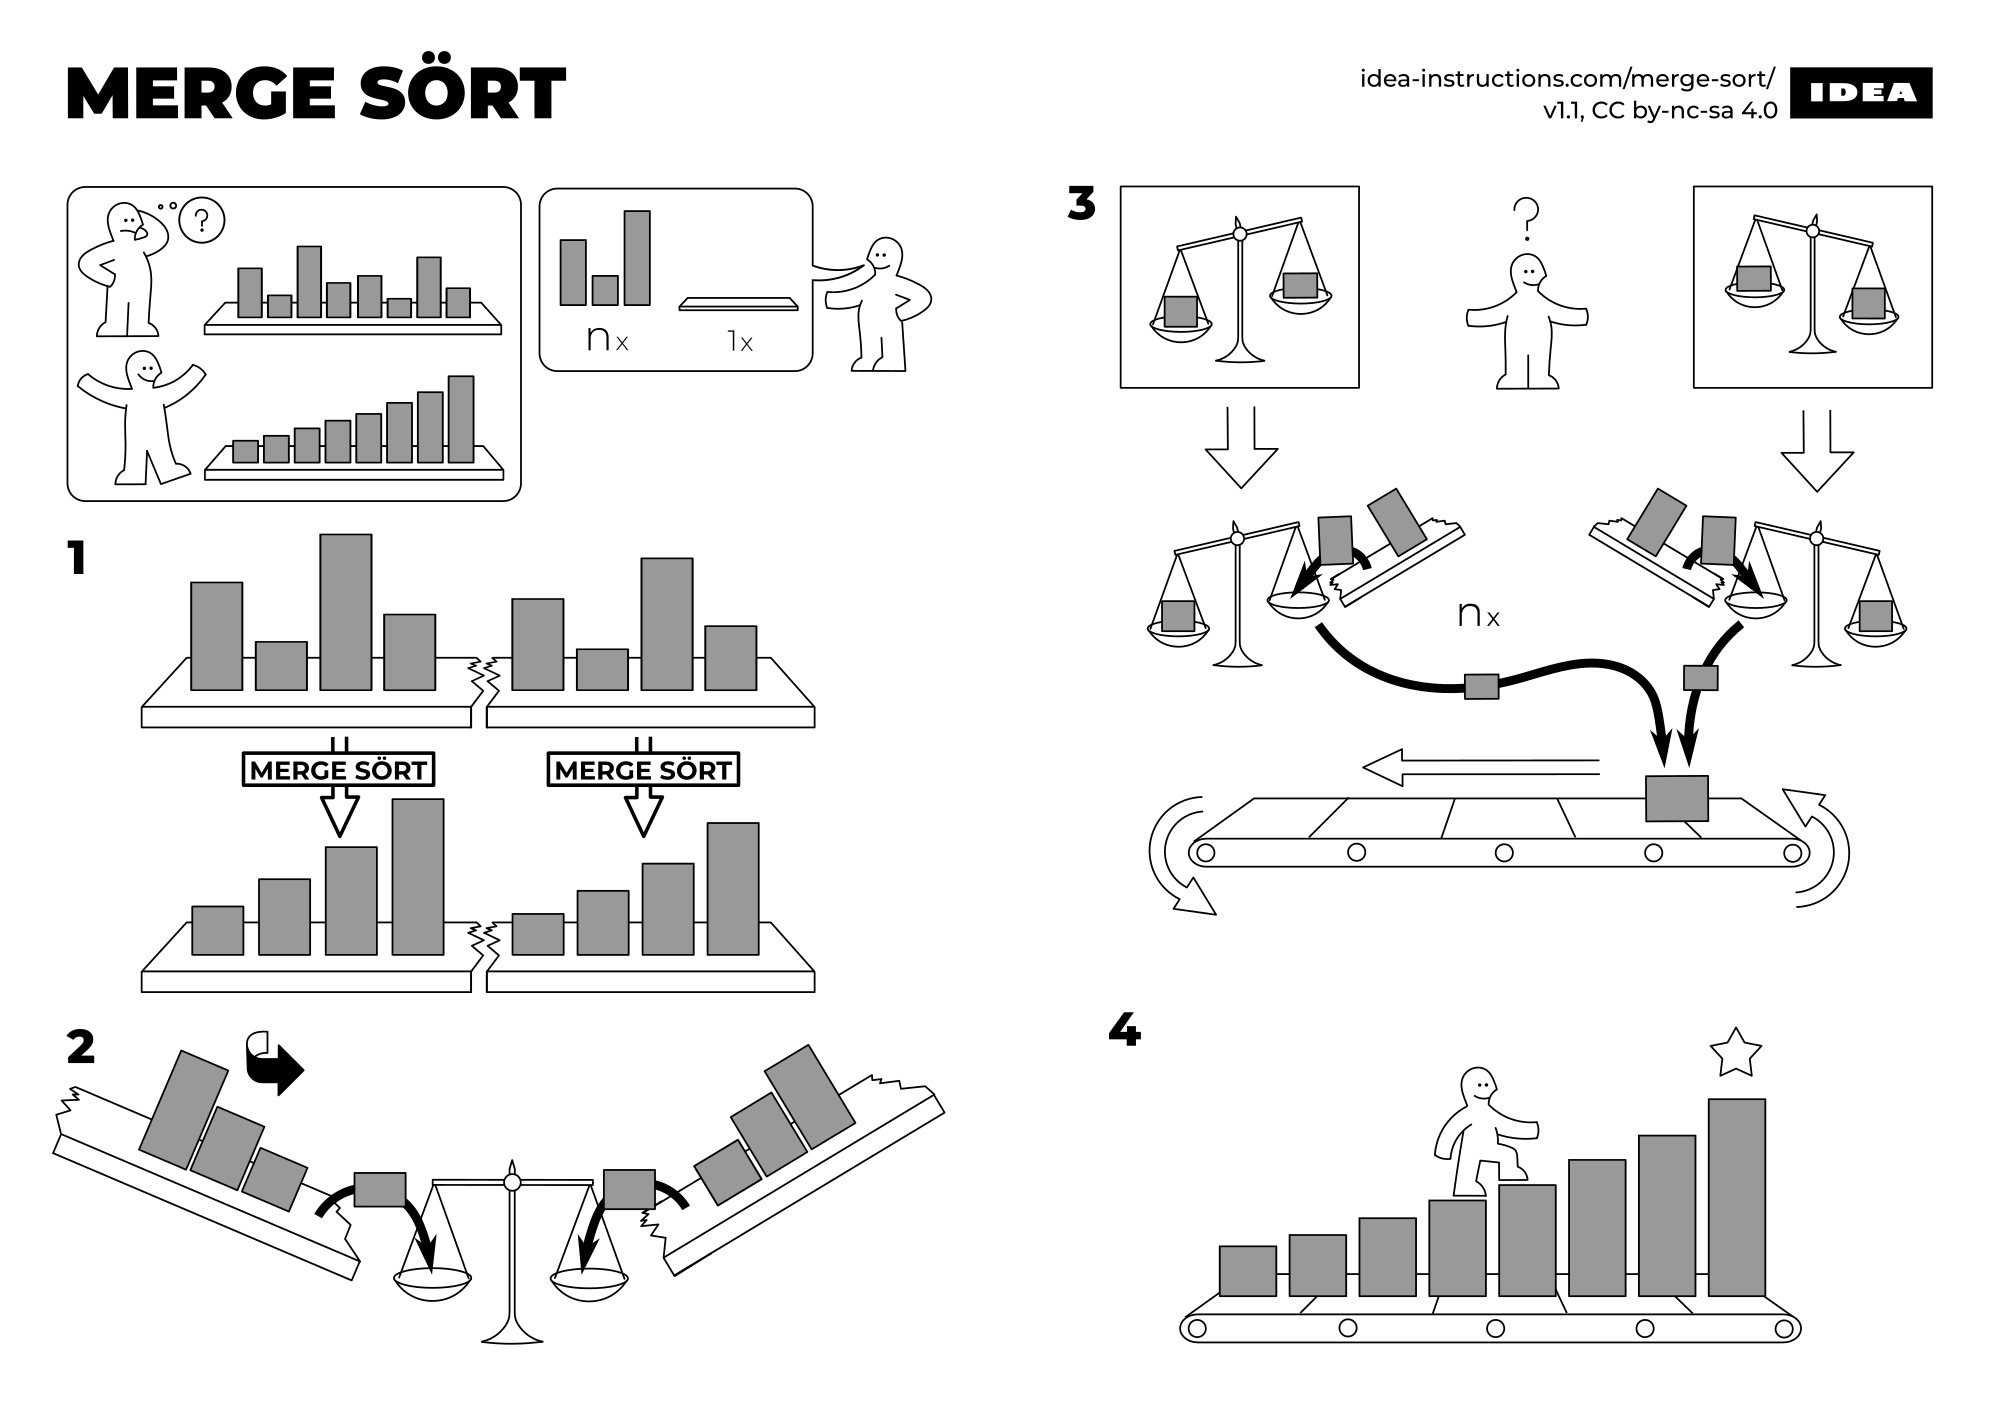 MERGE SÖRT
idea-instructions.com/merge-sort/
v1.1, CC by-nc-sa 4.0
IDEA
?
nx
1x
1
MERGE SÖRT
MERGE SÖRT
2
3
?
nx
4